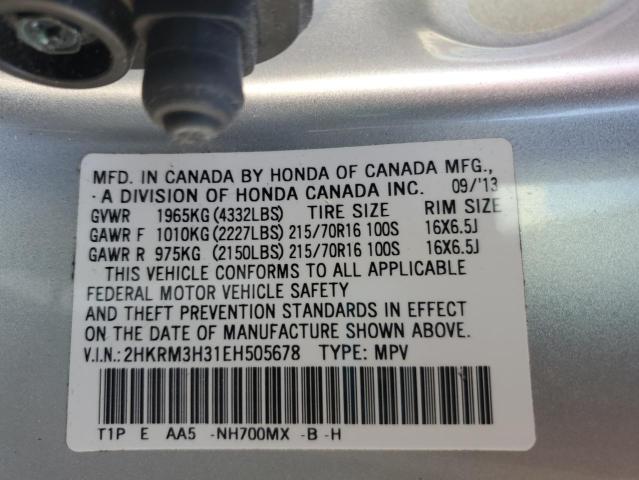 MFD. IN CANADA BY HONDA OF CANADA MFG.,
A DIVISION OF HONDA CANADA INC. 09/'13
GVWR 1965KG (4332LBS) TIRE SIZE RIM SIZE
GAWR F 1010KG (2227LBS) 215/70R16 100S 16X6.5J
GAWR R 975KG (2150LBS) 215/70R16 100S 16X6.5J
THIS VEHICLE CONFORMS TO ALL APPLICABLE
FEDERAL MOTOR VEHICLE SAFETY
AND THEFT PREVENTION STANDARDS IN EFFECT
ON THE DATE OF MANUFACTURE SHOWN ABOVE.
V.I.N.: 2HKRM3H31EH505678 TYPE: MPV
T1P E AA5 -NH700MX -B -H